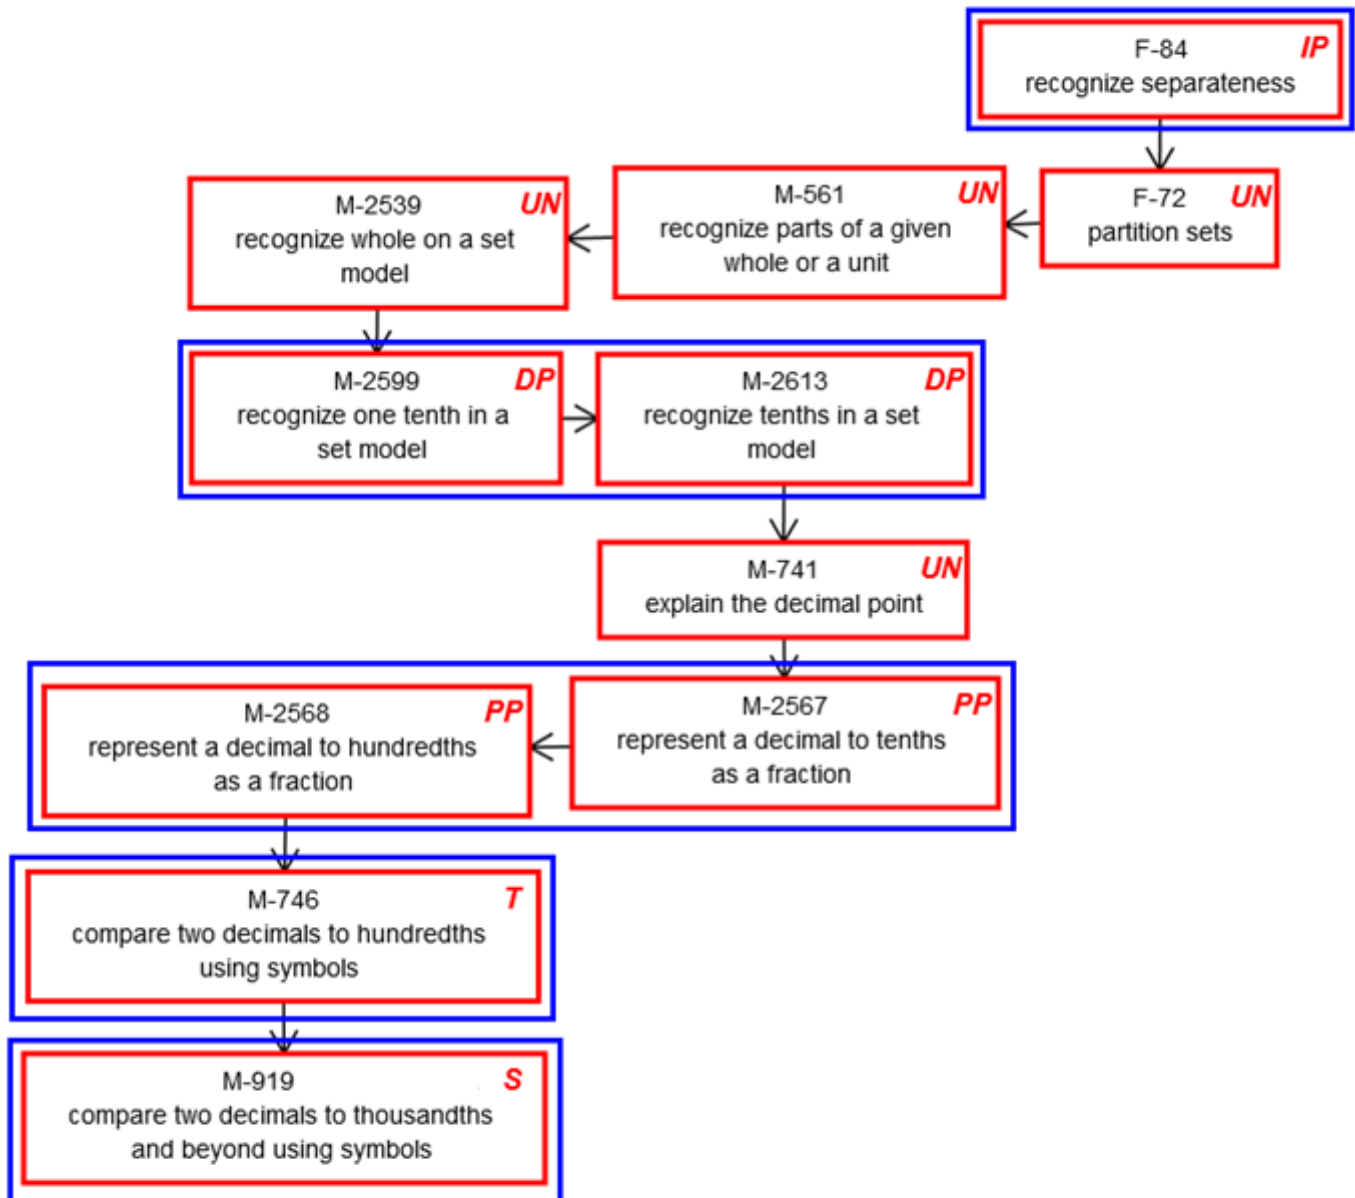 F-84 IP
recognize separateness
F-72 UN
partition sets
M-561 UN
recognize parts of a given
whole or a unit
M-2539 UN
recognize whole on a set
model
M-2599 DP
recognize one tenth in a
set model
M-2613 DP
recognize tenths in a set
model
M-741 UN
explain the decimal point
M-2567 PP
represent a decimal to tenths
as a fraction
M-2568 PP
represent a decimal to hundredths
as a fraction
M-746 T
compare two decimals to hundredths
using symbols
M-919 S
compare two decimals to thousandths
and beyond using symbols